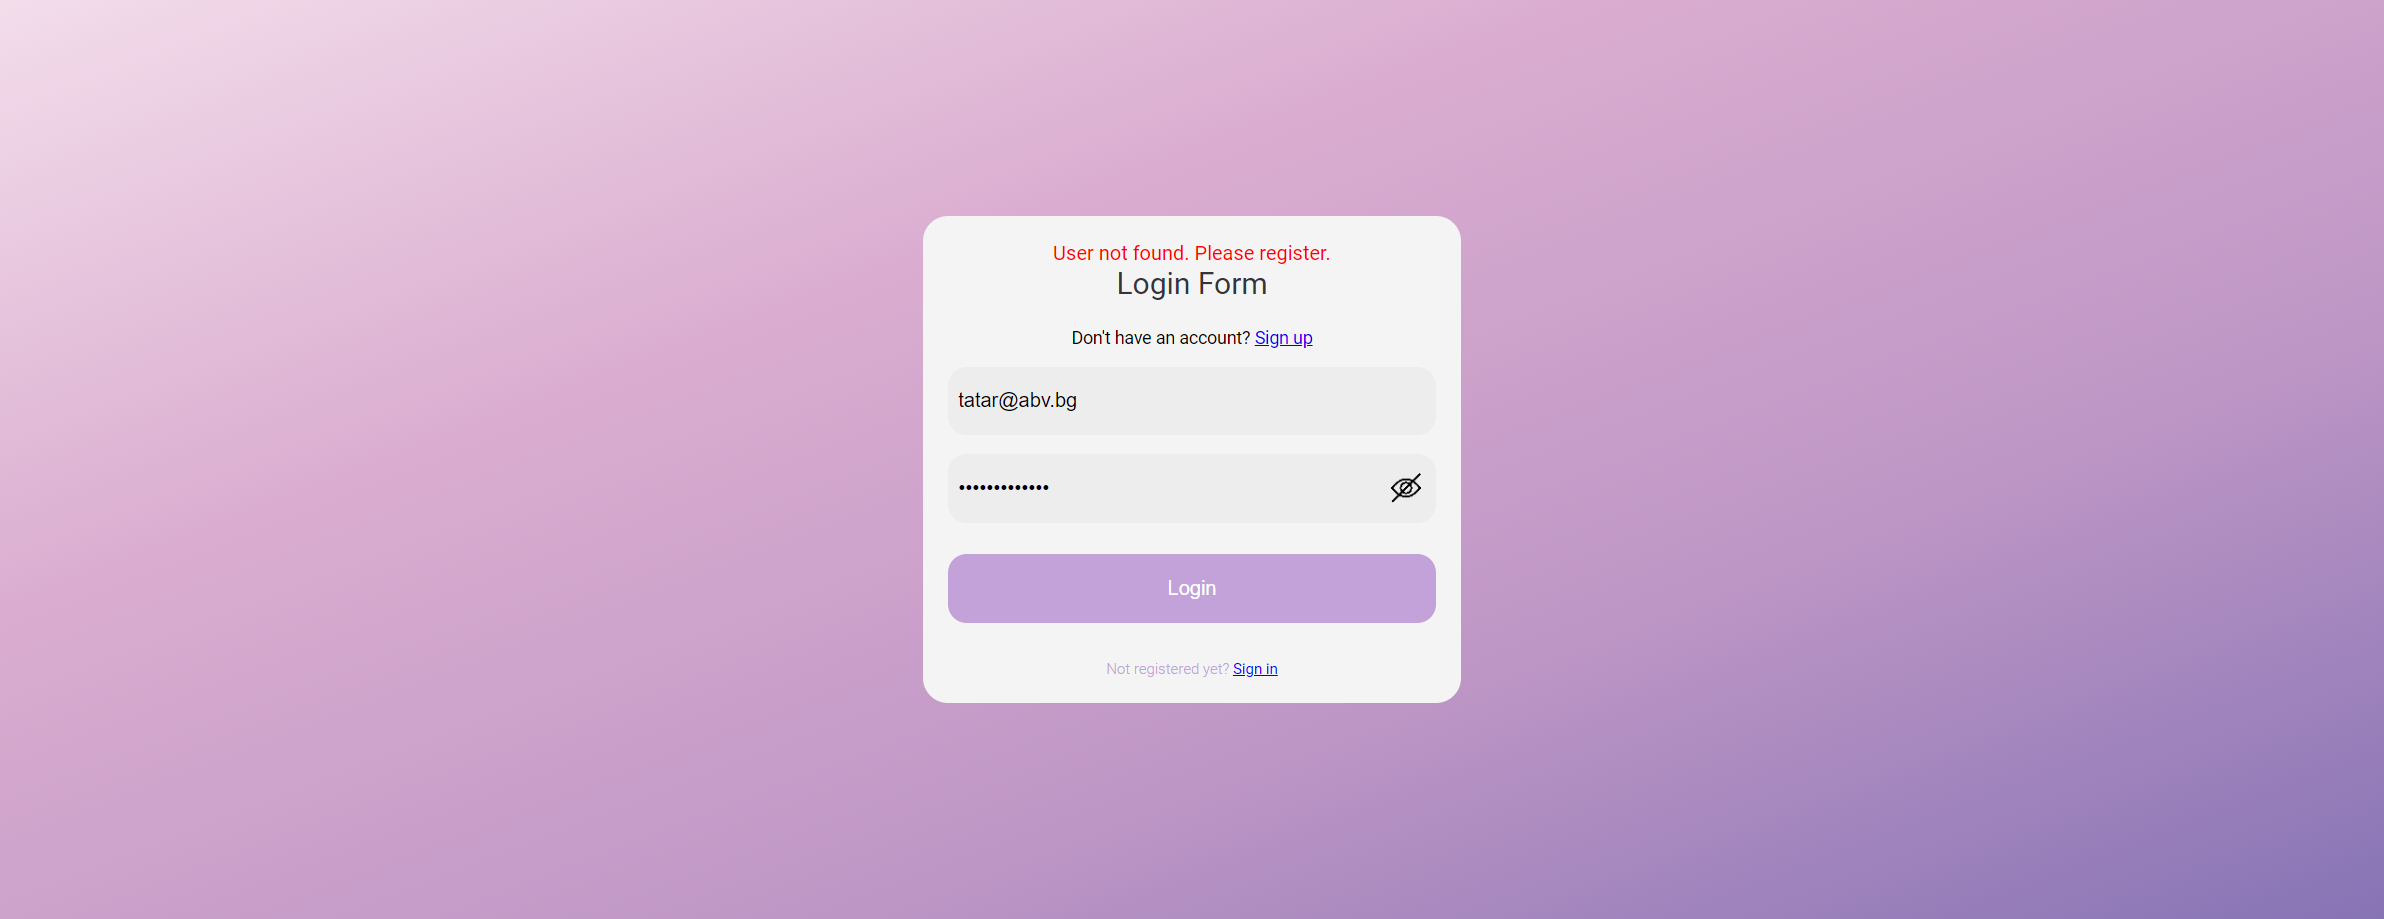 User not found. Please register.
Login Form
Don't have an account? Sign up
tatar@abv.bg
•••••••••••••
Login
Not registered yet? Sign in